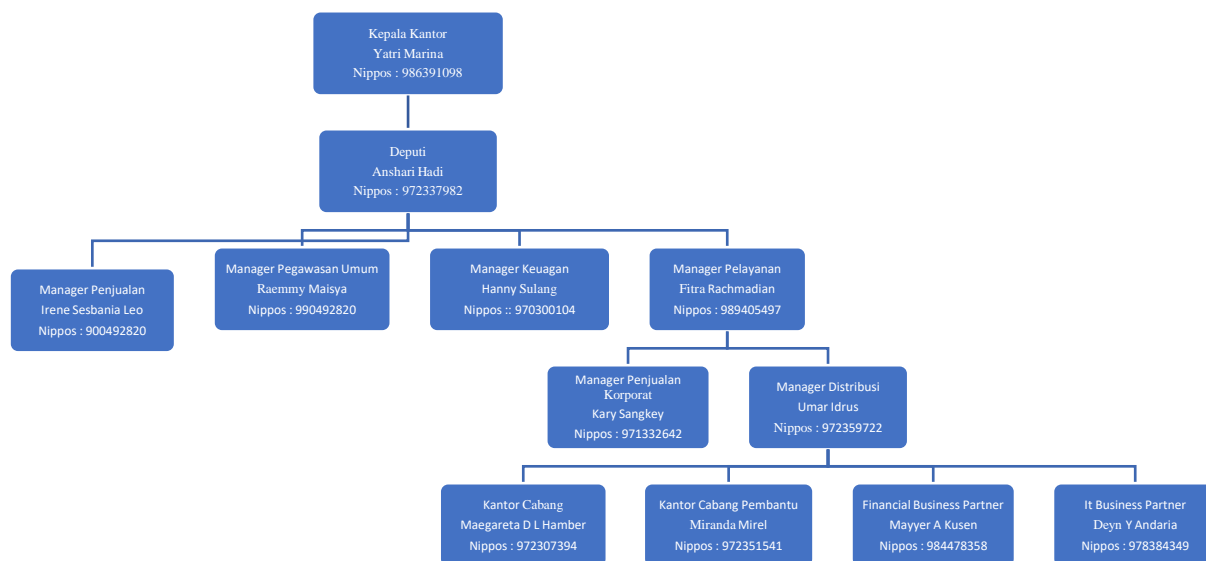 Kepala Kantor
Yatri Marina
Nippos : 986391098
Deputi
Anshari Hadi
Nippos : 972337982
Manager Penjualan
Irene Sesbania Leo
Nippos : 900492820
Manager Pegawasan Umum
Raemmy Maisya
Nippos : 990492820
Manager Keuagan
Hanny Sulang
Nippos :: 970300104
Manager Pelayanan
Fitra Rachmadian
Nippos : 989405497
Manager Penjualan
Korporat
Kary Sangkey
Nippos : 971332642
Manager Distribusi
Umar Idrus
Nippos : 972359722
Kantor Cabang
Maegareta D L Hamber
Nippos : 972307394
Kantor Cabang Pembantu
Miranda Mirel
Nippos : 972351541
Financial Business Partner
Mayyer A Kusen
Nippos : 984478358
It Business Partner
Deyn Y Andaria
Nippos : 978384349